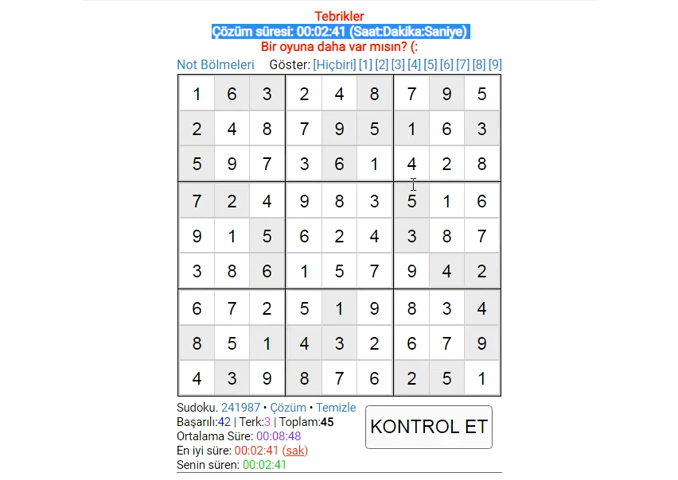 Tebrikler
Çözüm süresi: 00:02:41 (Saat:Dakika:Saniye)
Bir oyuna daha var mısın? (:
Not Bölmeleri Göster: [Hiçbiri] [1] [2] [3] [4] [5] [6] [7] [8] [9]
1 6 3 2 4 8 7 9 5
2 4 8 7 9 5 1 6 3
5 9 7 3 6 1 4 2 8
7 2 4 9 8 3 5 1 6
9 1 5 6 2 4 3 8 7
3 8 6 1 5 7 9 4 2
6 7 2 5 1 9 8 3 4
8 5 1 4 3 2 6 7 9
4 3 9 8 7 6 2 5 1
Sudoku. 241987 • Çözüm • Temizle
Başarılı:42 | Terk:3 | Toplam:45
Ortalama Süre: 00:08:48
En iyi süre: 00:02:41 (sak)
Senin süren: 00:02:41
KONTROL ET